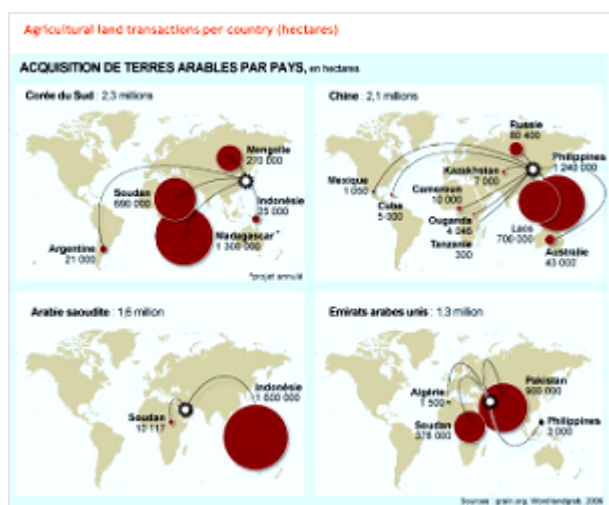 Agricultural land transactions per country (hectares)
ACQUISITION DE TERRES ARABLES PAR PAYS, en hectares
Corée du Sud : 2,3 millions
Mongolie
270 000
Soudan
690 000
Indonésie
25 000
Madagascar*
1 300 000
Argentine
21 000
*projet annulé
Chine : 2,1 millions
Russie
80 400
Philippines
1 240 000
Kazakhstan
7 000
Mexique
1 050
Cameroun
10 000
Cuba
5 000
Ouganda
4 046
Tanzanie
300
Laos
700 000
Australie
43 000
Arabie saoudite : 1,6 million
Indonésie
1 600 000
Soudan
10 117
Emirats arabes unis : 1,3 million
Pakistan
900 000
Algérie
1 500
Soudan
378 000
Philippines
3 000
Sources : grain.org,